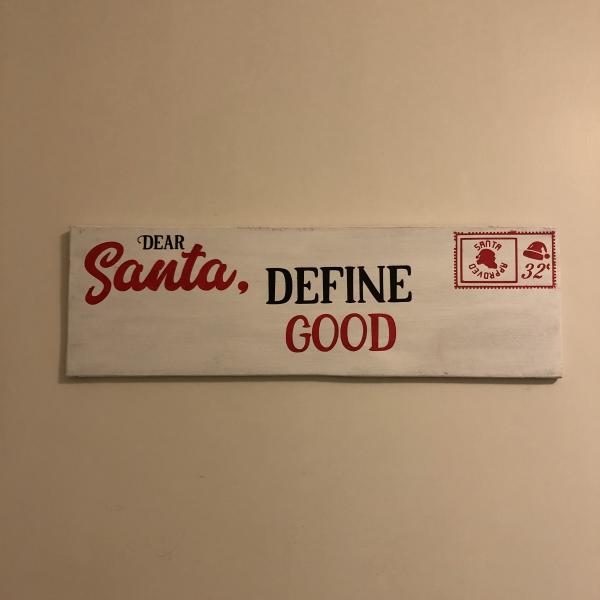 DEAR
Santa,
DEFINE
GOOD
SANTA
APPROVED
32¢